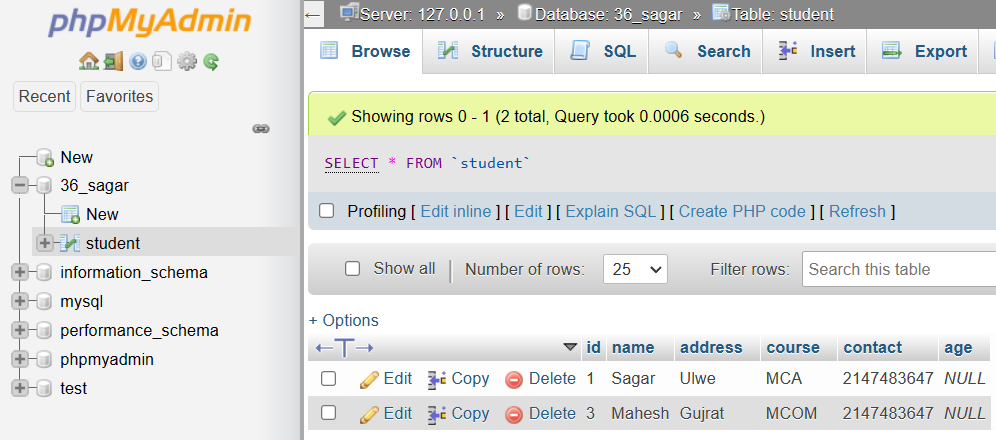 phpMyAdmin
Recent Favorites
New
36_sagar
New
student
information_schema
mysql
performance_schema
phpmyadmin
test
Server: 127.0.0.1 » Database: 36_sagar » Table: student
Browse Structure SQL Search Insert Export
Showing rows 0 - 1 (2 total, Query took 0.0006 seconds.)
SELECT * FROM `student`
Profiling [ Edit inline ] [ Edit ] [ Explain SQL ] [ Create PHP code ] [ Refresh ]
Show all | Number of rows: 25 Filter rows: Search this table
+ Options
←T→ id name address course contact age
Edit Copy Delete 1 Sagar Ulwe MCA 2147483647 NULL
Edit Copy Delete 3 Mahesh Gujrat MCOM 2147483647 NULL